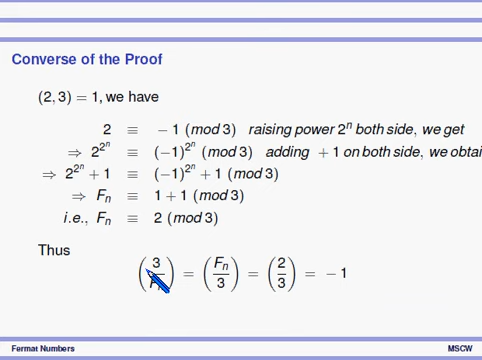 Converse of the Proof
(2, 3) = 1, we have
2 ≡ −1 (mod 3) raising power 2ⁿ both side, we get
⇒ 2^{2^n} ≡ (−1)^{2^n} (mod 3) adding +1 on both side, we obtai
⇒ 2^{2^n} + 1 ≡ (−1)^{2^n} + 1 (mod 3)
⇒ F_n ≡ 1 + 1 (mod 3)
i.e., F_n ≡ 2 (mod 3)
Thus
(3/F_n) = (F_n/3) = (2/3) = −1
Fermat Numbers MSCW